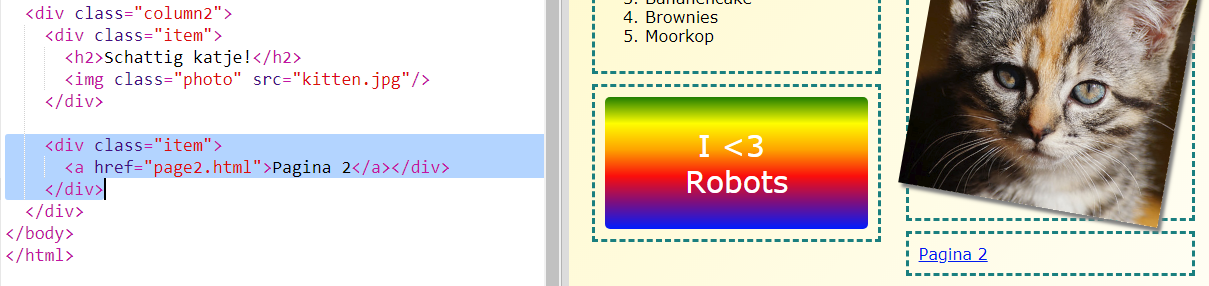 <div class="column2">
<div class="item">
<h2>Schattig katje!</h2>
<img class="photo" src="kitten.jpg"/>
</div>
<div class="item">
<a href="page2.html">Pagina 2</a></div>
</div>
</div>
</body>
</html>
3. Bananencake
4. Brownies
5. Moorkop
I <3
Robots
Pagina 2